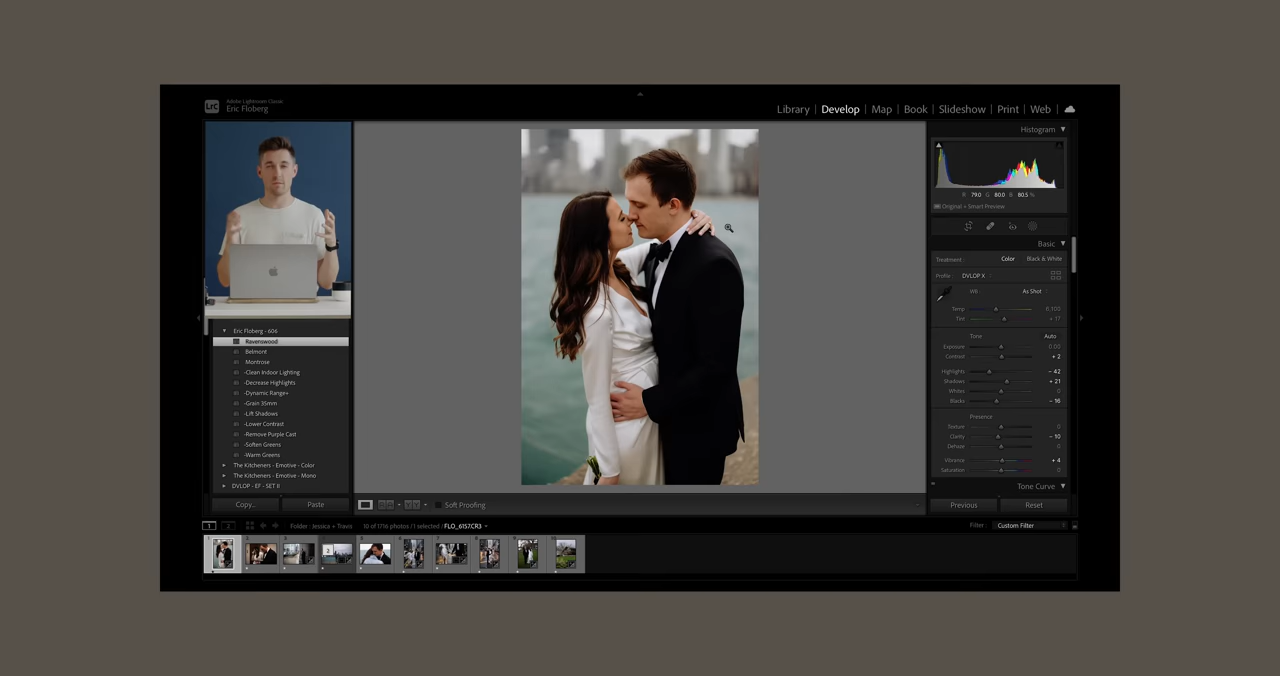 LrC
Adobe Lightroom Classic
Eric Floberg
Library | Develop | Map | Book | Slideshow | Print | Web
Histogram
R 79.0 G 80.0 B 80.5 %
Original + Smart Preview
Basic
Treatment : Color Black & White
Profile : DVLOP X
WB : As Shot
Temp 6,100
Tint + 17
Tone Auto
Exposure 0.00
Contrast + 2
Highlights - 42
Shadows + 21
Whites 0
Blacks - 16
Presence
Texture 0
Clarity - 10
Dehaze 0
Vibrance + 4
Saturation 0
Tone Curve
Previous Reset
Eric Floberg - 606
Ravenswood
Belmont
Montrose
-Clean Indoor Lighting
-Decrease Highlights
-Dynamic Range+
-Grain 35mm
-Lift Shadows
-Lower Contrast
-Remove Purple Cast
-Soften Greens
-Warm Greens
The Kitcheners - Emotive - Color
The Kitcheners - Emotive - Mono
DVLOP - EF - SET II
Copy... Paste
Soft Proofing
1 2 Folder : Jessica + Travis 10 of 1716 photos / 1 selected / FLO_6157.CR3
Filter : Custom Filter